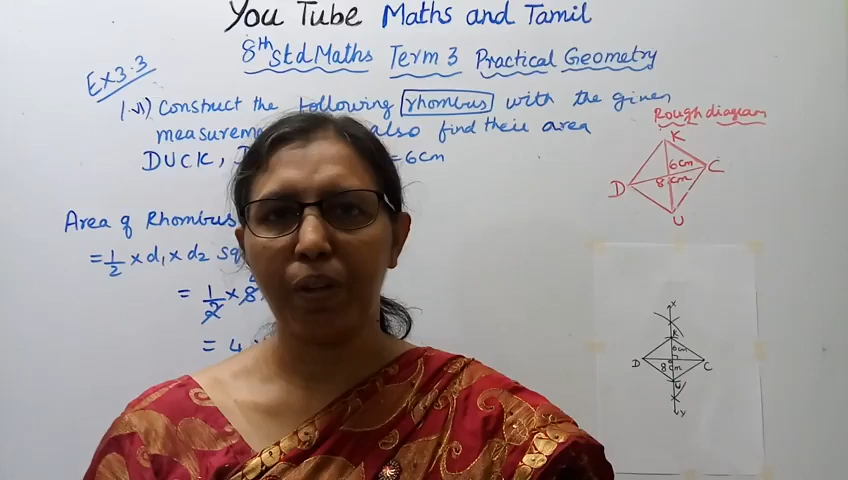 You Tube Maths and Tamil
8th Std Maths Term 3 Practical Geometry
Ex 3.3
1. vi) Construct the following rhombus with the given
also find their area
DUCK, =6cm
Rough diagram
K
6cm
C
D
8cm
U
Area of Rhombus
= 1/2 x d1 x d2
= 1/2 x 8
= 4
X
K
6cm
D
8cm
C
U
Y